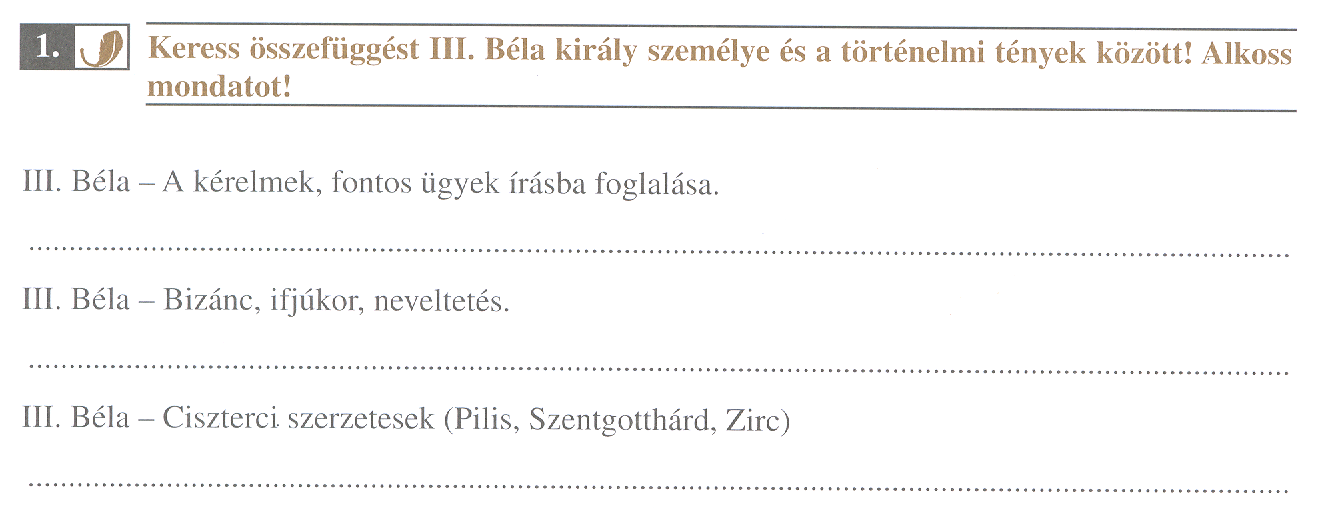 1. Keress összefüggést III. Béla király személye és a történelmi tények között! Alkoss
mondatot!
III. Béla – A kérelmek, fontos ügyek írásba foglalása.
III. Béla – Bizánc, ifjúkor, neveltetés.
III. Béla – Ciszterci szerzetesek (Pilis, Szentgotthárd, Zirc)